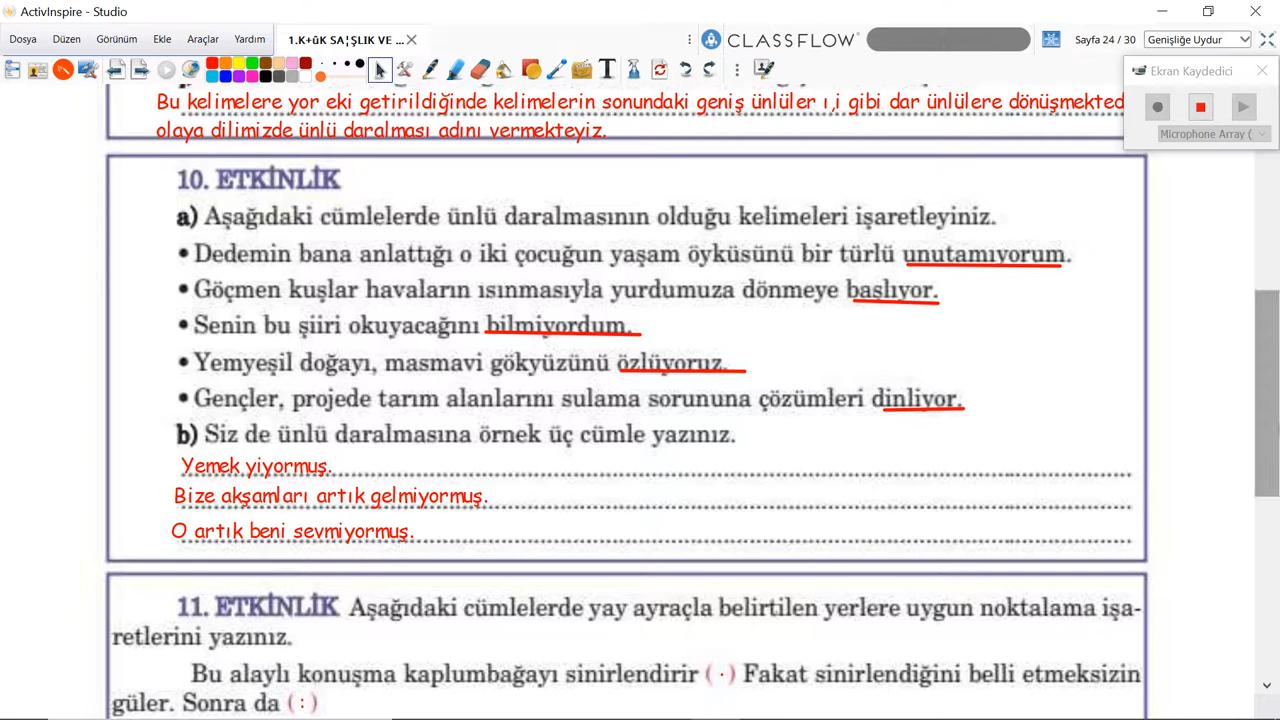 ActivInspire - Studio
Dosya Düzen Görünüm Ekle Araçlar Yardım 1.K+ûK SA¦ŞLIK VE ... CLASSFLOW Sayfa 24 / 30 Genişliğe Uydur
Ekran Kaydedici
Microphone Array (
Bu kelimelere yor eki getirildiğinde kelimelerin sonundaki geniş ünlüler ı,i gibi dar ünlülere dönüşmekted
olaya dilimizde ünlü daralması adını vermekteyiz.
10. ETKİNLİK
a) Aşağıdaki cümlelerde ünlü daralmasının olduğu kelimeleri işaretleyiniz.
• Dedemin bana anlattığı o iki çocuğun yaşam öyküsünü bir türlü unutamıyorum.
• Göçmen kuşlar havaların ısınmasıyla yurdumuza dönmeye başlıyor.
• Senin bu şiiri okuyacağını bilmiyordum.
• Yemyeşil doğayı, masmavi gökyüzünü özlüyoruz.
• Gençler, projede tarım alanlarını sulama sorununa çözümleri dinliyor.
b) Siz de ünlü daralmasına örnek üç cümle yazınız.
Yemek yiyormuş.
Bize akşamları artık gelmiyormuş.
O artık beni sevmiyormuş.
11. ETKİNLİK Aşağıdaki cümlelerde yay ayraçla belirtilen yerlere uygun noktalama işa-
retlerini yazınız.
Bu alaylı konuşma kaplumbağayı sinirlendirir (.) Fakat sinirlendiğini belli etmeksizin
güler. Sonra da (:)